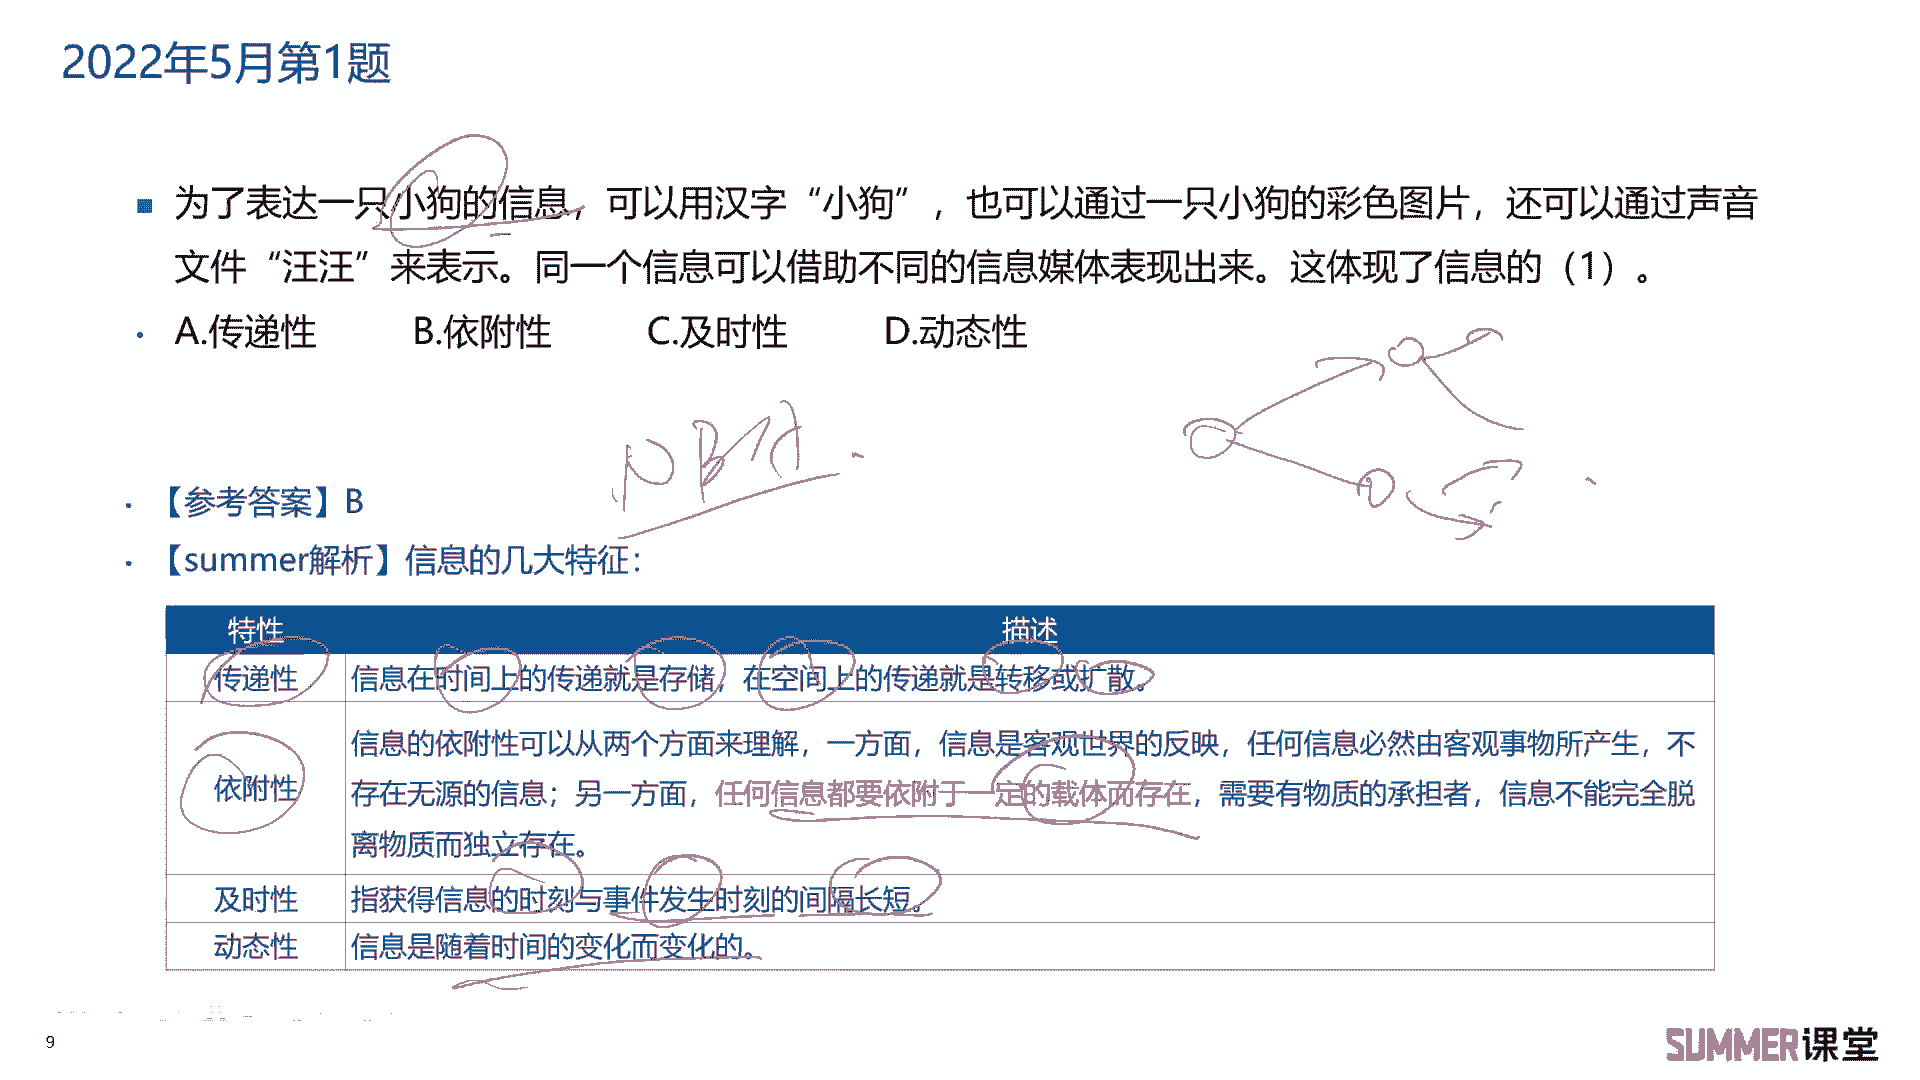 2022年5月第1题
为了表达一只小狗的信息，可以用汉字“小狗”，也可以通过一只小狗的彩色图片，还可以通过声音
文件“汪汪”来表示。同一个信息可以借助不同的信息媒体表现出来。这体现了信息的（1）。
A.传递性 B.依附性 C.及时性 D.动态性
NBA
【参考答案】B
【summer解析】信息的几大特征：
特性 描述
传递性 信息在时间上的传递就是存储，在空间上的传递就是转移或扩散。
信息的依附性可以从两个方面来理解，一方面，信息是客观世界的反映，任何信息必然由客观事物所产生，不
依附性 存在无源的信息；另一方面，任何信息都要依附于一定的载体而存在，需要有物质的承担者，信息不能完全脱
离物质而独立存在。
及时性 指获得信息的时刻与事件发生时刻的间隔长短。
动态性 信息是随着时间的变化而变化的。
9
SUMMER课堂